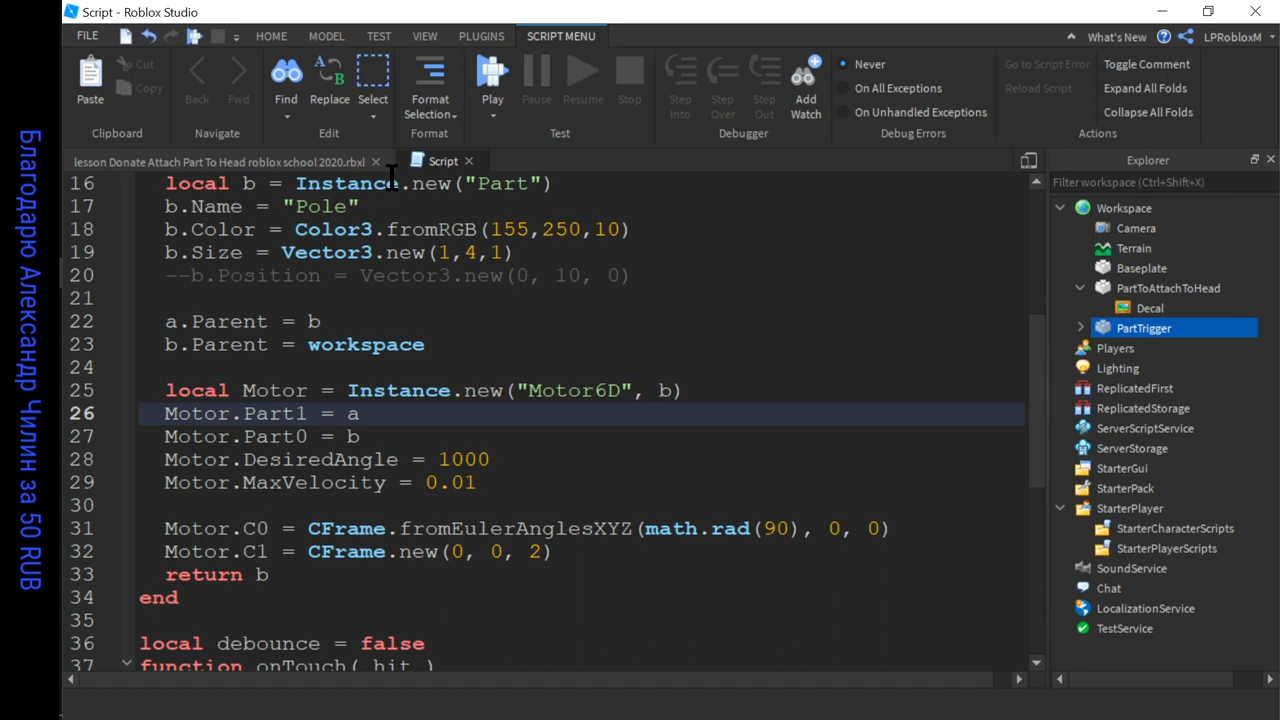 Script - Roblox Studio
FILE
HOME
MODEL
TEST
VIEW
PLUGINS
SCRIPT MENU
What's New
LPRobloxM
Paste
Cut
Copy
Clipboard
Back
Fwd
Navigate
Find
Replace
Select
Edit
Format
Selection
Format
Play
Pause
Resume
Stop
Test
Step
Into
Step
Over
Step
Out
Add
Watch
Debugger
Never
On All Exceptions
On Unhandled Exceptions
Debug Errors
Go to Script Error
Reload Script
Toggle Comment
Expand All Folds
Collapse All Folds
Actions
lesson Donate Attach Part To Head roblox school 2020.rbxl
Script
16 local b = Instance.new("Part")
17 b.Name = "Pole"
18 b.Color = Color3.fromRGB(155,250,10)
19 b.Size = Vector3.new(1,4,1)
20 --b.Position = Vector3.new(0, 10, 0)
21
22 a.Parent = b
23 b.Parent = workspace
24
25 local Motor = Instance.new("Motor6D", b)
26 Motor.Part1 = a
27 Motor.Part0 = b
28 Motor.DesiredAngle = 1000
29 Motor.MaxVelocity = 0.01
30
31 Motor.C0 = CFrame.fromEulerAnglesXYZ(math.rad(90), 0, 0)
32 Motor.C1 = CFrame.new(0, 0, 2)
33 return b
34 end
35
36 local debounce = false
37 function onTouch( hit )
Explorer
Filter workspace (Ctrl+Shift+X)
Workspace
Camera
Terrain
Baseplate
PartToAttachToHead
Decal
PartTrigger
Players
Lighting
ReplicatedFirst
ReplicatedStorage
ServerScriptService
ServerStorage
StarterGui
StarterPack
StarterPlayer
StarterCharacterScripts
StarterPlayerScripts
SoundService
Chat
LocalizationService
TestService
Благодарю Александр Чилин за 50 RUB